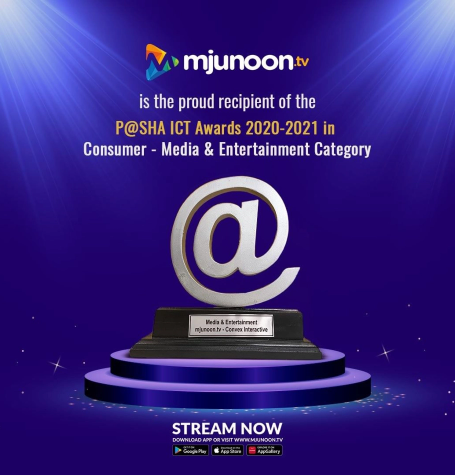 mjunoon.tv
is the proud recipient of the
P@SHA ICT Awards 2020-2021 in
Consumer - Media & Entertainment Category
@
Media & Entertainment
mjunoon.tv - Convex Interactive
STREAM NOW
DOWNLOAD APP OR VISIT WWW.MJUNOON.TV
Google Play App Store AppGallery